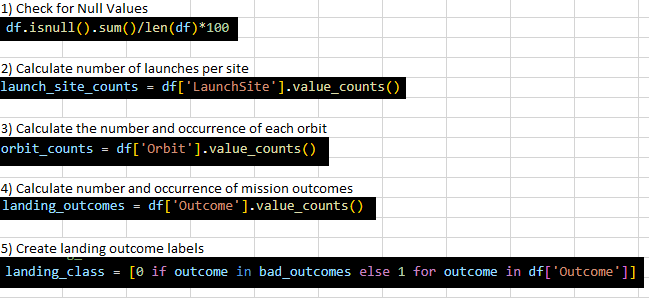 1) Check for Null Values
df.isnull().sum()/len(df)*100
2) Calculate number of launches per site
launch_site_counts = df['LaunchSite'].value_counts()
3) Calculate the number and occurrence of each orbit
orbit_counts = df['Orbit'].value_counts()
4) Calculate number and occurrence of mission outcomes
landing_outcomes = df['Outcome'].value_counts()
5) Create landing outcome labels
landing_class = [0 if outcome in bad_outcomes else 1 for outcome in df['Outcome']]